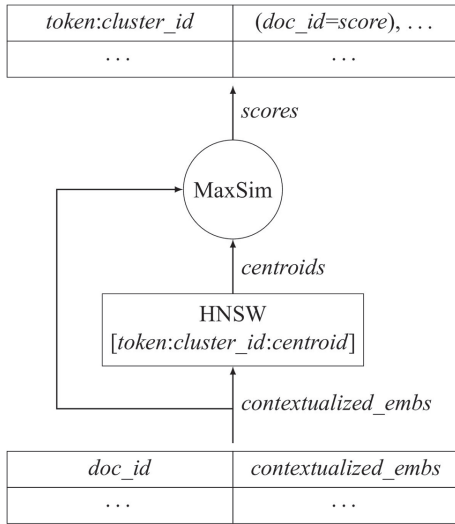 token:cluster_id (doc_id=score), ...
... ...
scores
MaxSim
centroids
HNSW
[token:cluster_id:centroid]
contextualized_embs
doc_id contextualized_embs
... ...